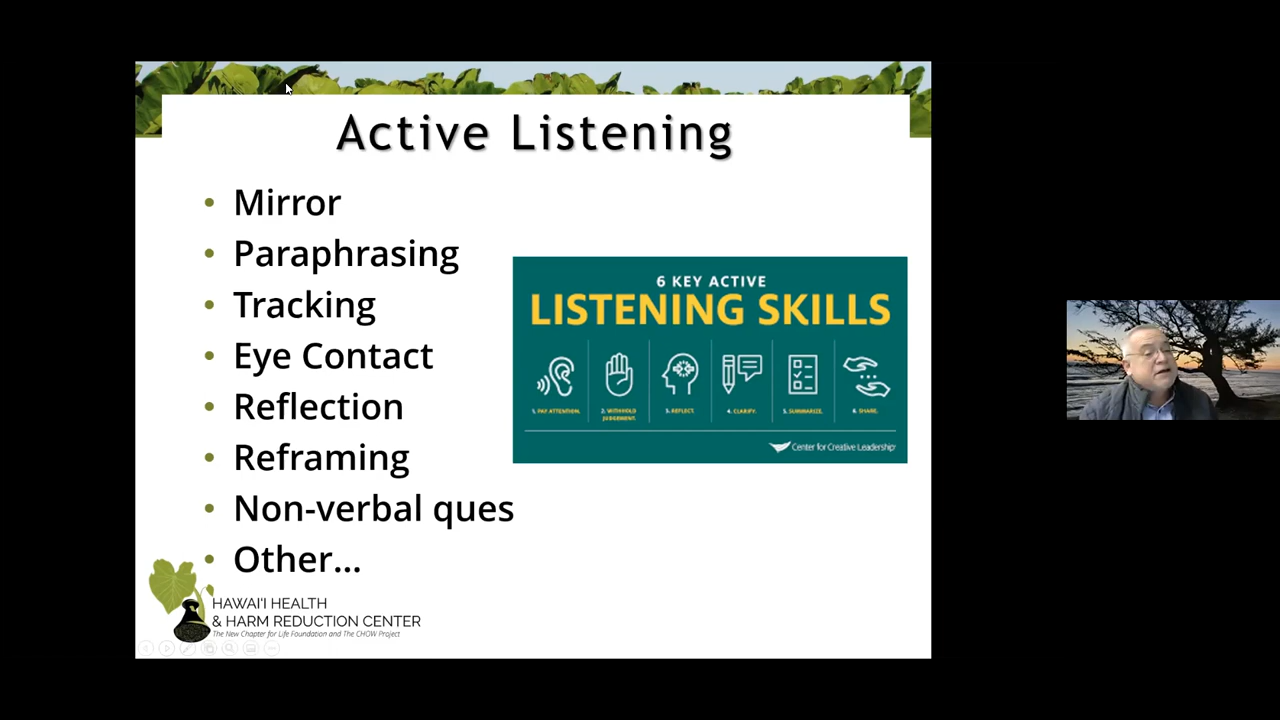 Active Listening
• Mirror
• Paraphrasing
• Tracking
• Eye Contact
• Reflection
• Reframing
• Non-verbal ques
• Other...
6 KEY ACTIVE
LISTENING SKILLS
1. PAY ATTENTION.
2. WITHHOLD
JUDGEMENT.
3. REFLECT.
4. CLARIFY.
5. SUMMARIZE.
6. SHARE.
Center for Creative Leadership
HAWAIʻI HEALTH
& HARM REDUCTION CENTER
The New Chapter for Life Foundation and The CHOW Project